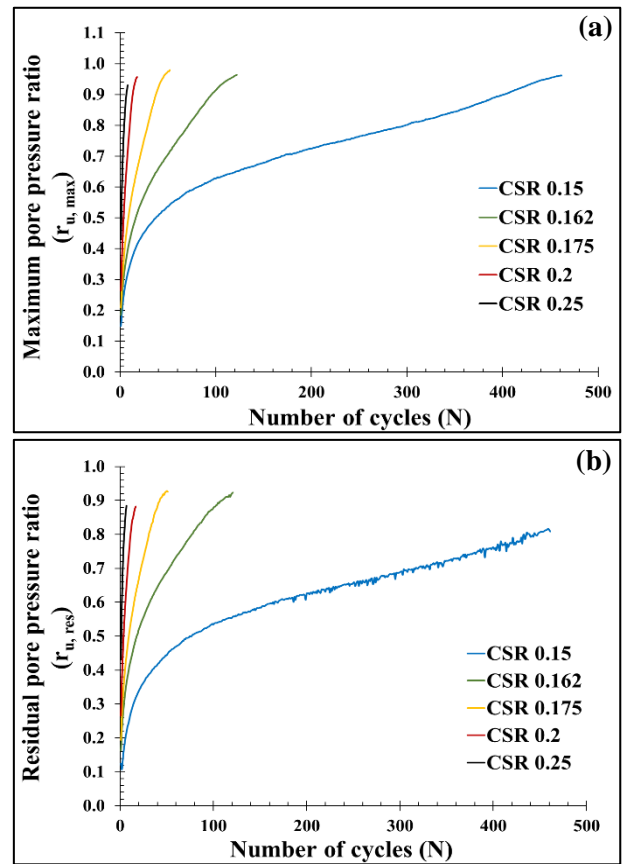 (a)
Maximum pore pressure ratio
(r_u, max)
1.1
1.0
0.9
0.8
0.7
0.6
0.5
0.4
0.3
0.2
0.1
0.0
CSR 0.15
CSR 0.162
CSR 0.175
CSR 0.2
CSR 0.25
0 100 200 300 400 500
Number of cycles (N)
(b)
Residual pore pressure ratio
(r_u, res)
1.0
0.9
0.8
0.7
0.6
0.5
0.4
0.3
0.2
0.1
0.0
CSR 0.15
CSR 0.162
CSR 0.175
CSR 0.2
CSR 0.25
0 100 200 300 400 500
Number of cycles (N)